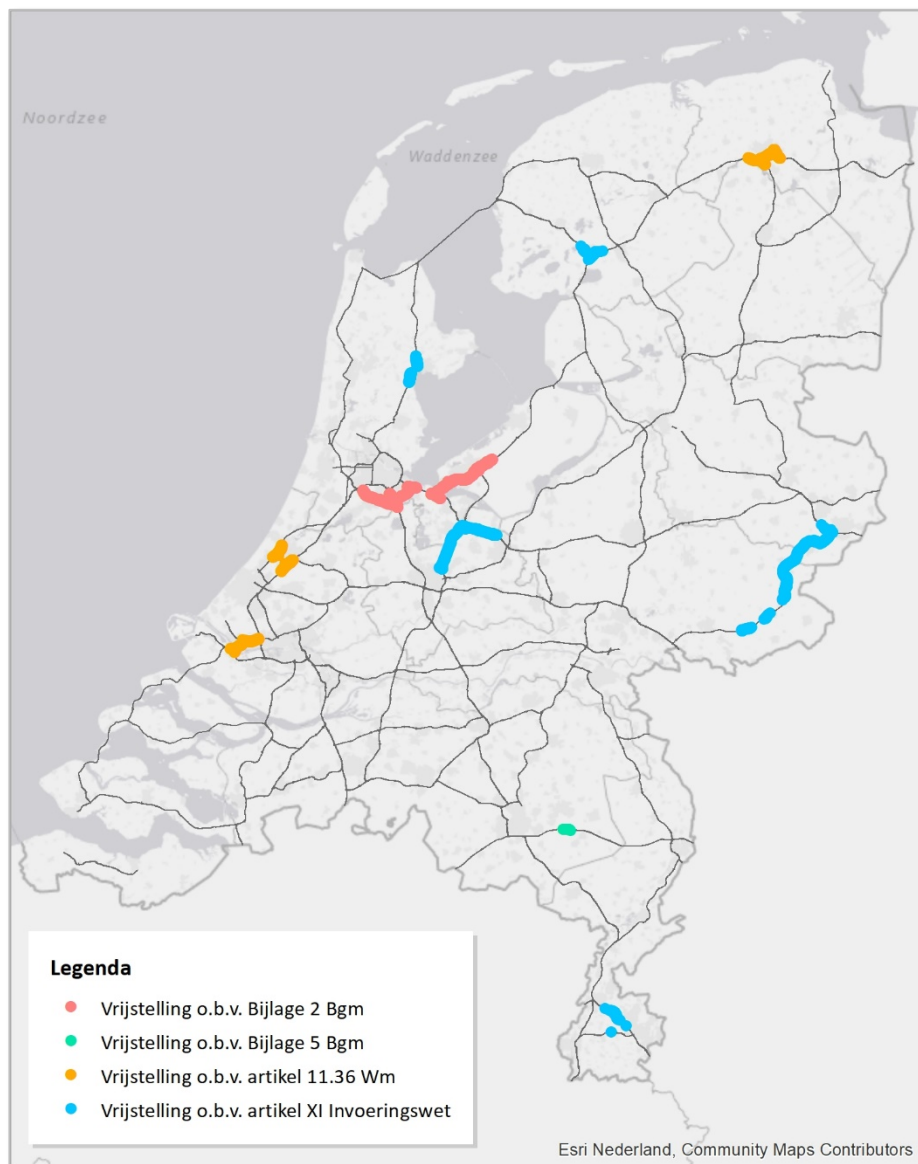 Noordzee
Waddenzee
Legenda
Vrijstelling o.b.v. Bijlage 2 Bgm
Vrijstelling o.b.v. Bijlage 5 Bgm
Vrijstelling o.b.v. artikel 11.36 Wm
Vrijstelling o.b.v. artikel XI Invoeringswet
Esri Nederland, Community Maps Contributors